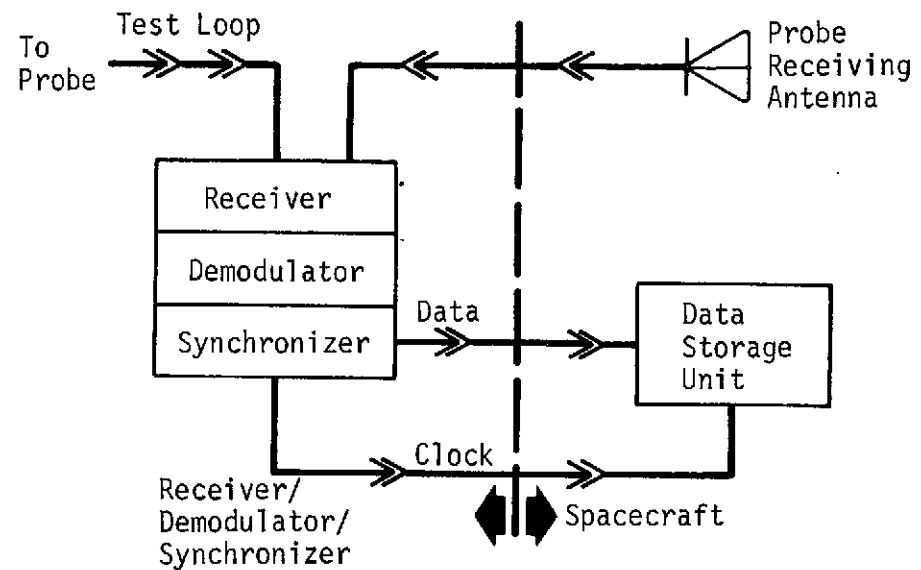 Test Loop
To
Probe
Probe
Receiving
Antenna
Receiver
Demodulator
Synchronizer
Data
Data
Storage
Unit
Clock
Receiver/
Demodulator/
Synchronizer
Spacecraft